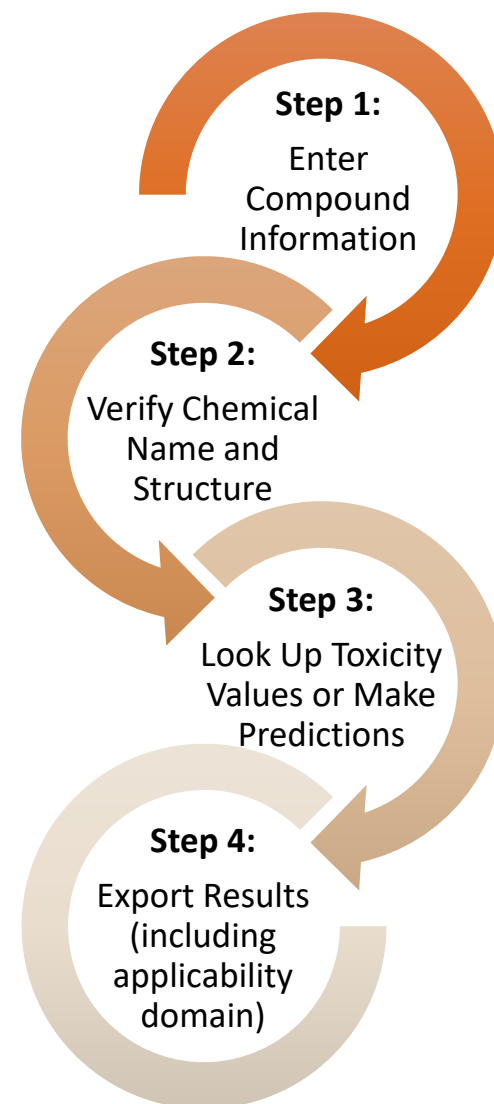 Step 1:
Enter
Compound
Information
Step 2:
Verify Chemical
Name and
Structure
Step 3:
Look Up Toxicity
Values or Make
Predictions
Step 4:
Export Results
(including
applicability
domain)